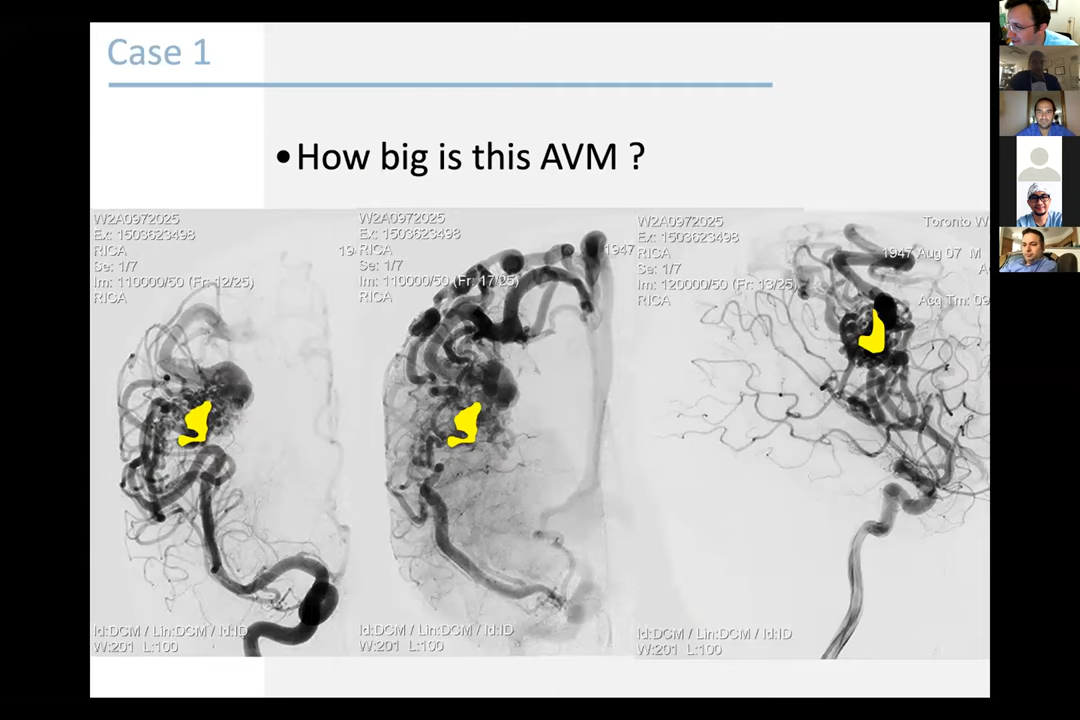 Case 1
•How big is this AVM ?
W2A0972025
Ex: 1503623498
RICA
Se: 1/7
Im: 110000/50 (Fr: 12/25)
RICA
19
Id:DCM / Lin:DCM / Id:ID
W:201 L:100
W2A0972025
Ex: 1503623498
RICA
Se: 1/7
Im: 110000/50 (Fr: 17/25)
RICA
1947
Id:DCM / Lin:DCM / Id:ID
W:201 L:100
W2A0972025
Ex: 1503623498
RICA
Se: 1/7
Im: 120000/50 (Fr: 13/25)
RICA
Toronto W
1947 Aug 07 M
A
Acq Tm: 09
Id:DCM / Lin:DCM / Id:ID
W:201 L:100